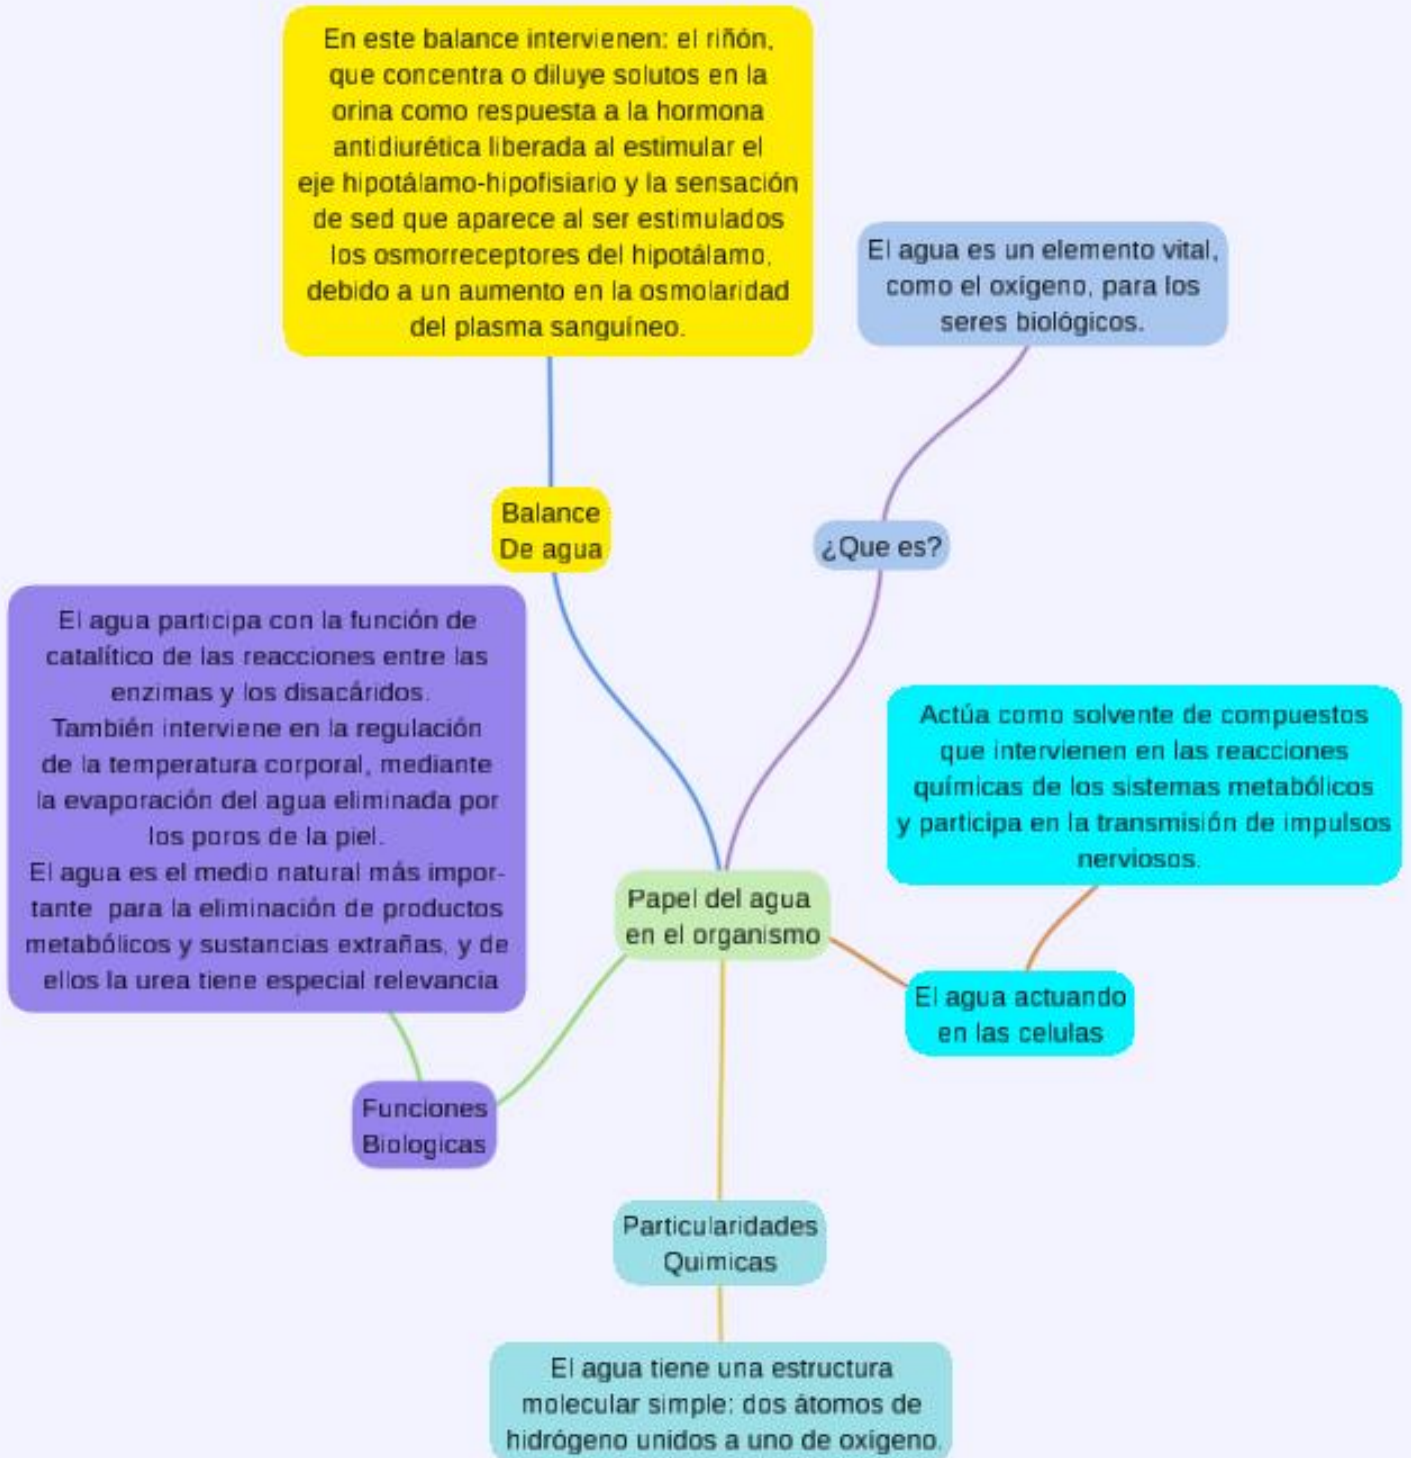 En este balance intervienen: el riñón,
que concentra o diluye solutos en la
orina como respuesta a la hormona
antidiurética liberada al estimular el
eje hipotálamo-hipofisiario y la sensación
de sed que aparece al ser estimulados
los osmorreceptores del hipotálamo,
debido a un aumento en la osmolaridad
del plasma sanguíneo.
El agua es un elemento vital,
como el oxígeno, para los
seres biológicos.
Balance
De agua
¿Que es?
El agua participa con la función de
catalítico de las reacciones entre las
enzimas y los disacáridos.
También interviene en la regulación
de la temperatura corporal, mediante
la evaporación del agua eliminada por
los poros de la piel.
El agua es el medio natural más impor-
tante para la eliminación de productos
metabólicos y sustancias extrañas, y de
ellos la urea tiene especial relevancia
Actúa como solvente de compuestos
que intervienen en las reacciones
químicas de los sistemas metabólicos
y participa en la transmisión de impulsos
nerviosos.
Papel del agua
en el organismo
El agua actuando
en las celulas
Funciones
Biologicas
Particularidades
Quimicas
El agua tiene una estructura
molecular simple: dos átomos de
hidrógeno unidos a uno de oxígeno.